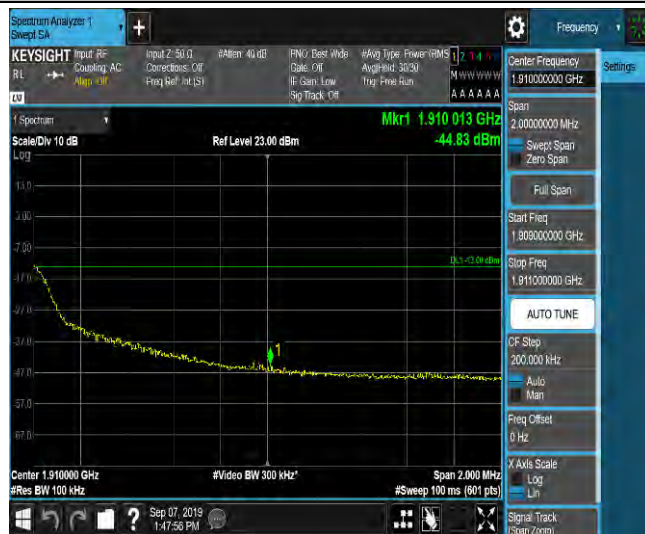 Spectrum Analyzer 1
Swept SA
+
Frequency
KEYSIGHT Input: RF
RL
Coupling: AC
Align: Off
Input Z: 50 Ω
Corrections: Off
Freq Ref: Int (S)
#Atten: 40 dB
PNO: Best Wide
Gate: Off
IF Gain: Low
Sig Track: Off
#Avg Type: Power (RMS
Avg|Hold: 30/30
Trig: Free Run
M W W W W W
A A A A A A
1 Spectrum
Scale/Div 10 dB
Ref Level 23.00 dBm
Mkr1 1.910 013 GHz
-44.83 dBm
Log
13.0
3.00
-7.00
DL1 -13.00 dBm
-17.0
-27.0
-37.0
1
-47.0
-57.0
-67.0
Center 1.910000 GHz
#Res BW 100 kHz
#Video BW 300 kHz*
Span 2.000 MHz
#Sweep 100 ms (601 pts)
Sep 07, 2019
1:47:56 PM
?
Center Frequency
1.910000000 GHz
Settings
Span
2.00000000 MHz
Swept Span
Zero Span
Full Span
Start Freq
1.909000000 GHz
Stop Freq
1.911000000 GHz
AUTO TUNE
CF Step
200.000 kHz
Auto
Man
Freq Offset
0 Hz
X Axis Scale
Log
Lin
Signal Track
(Span Zoom)